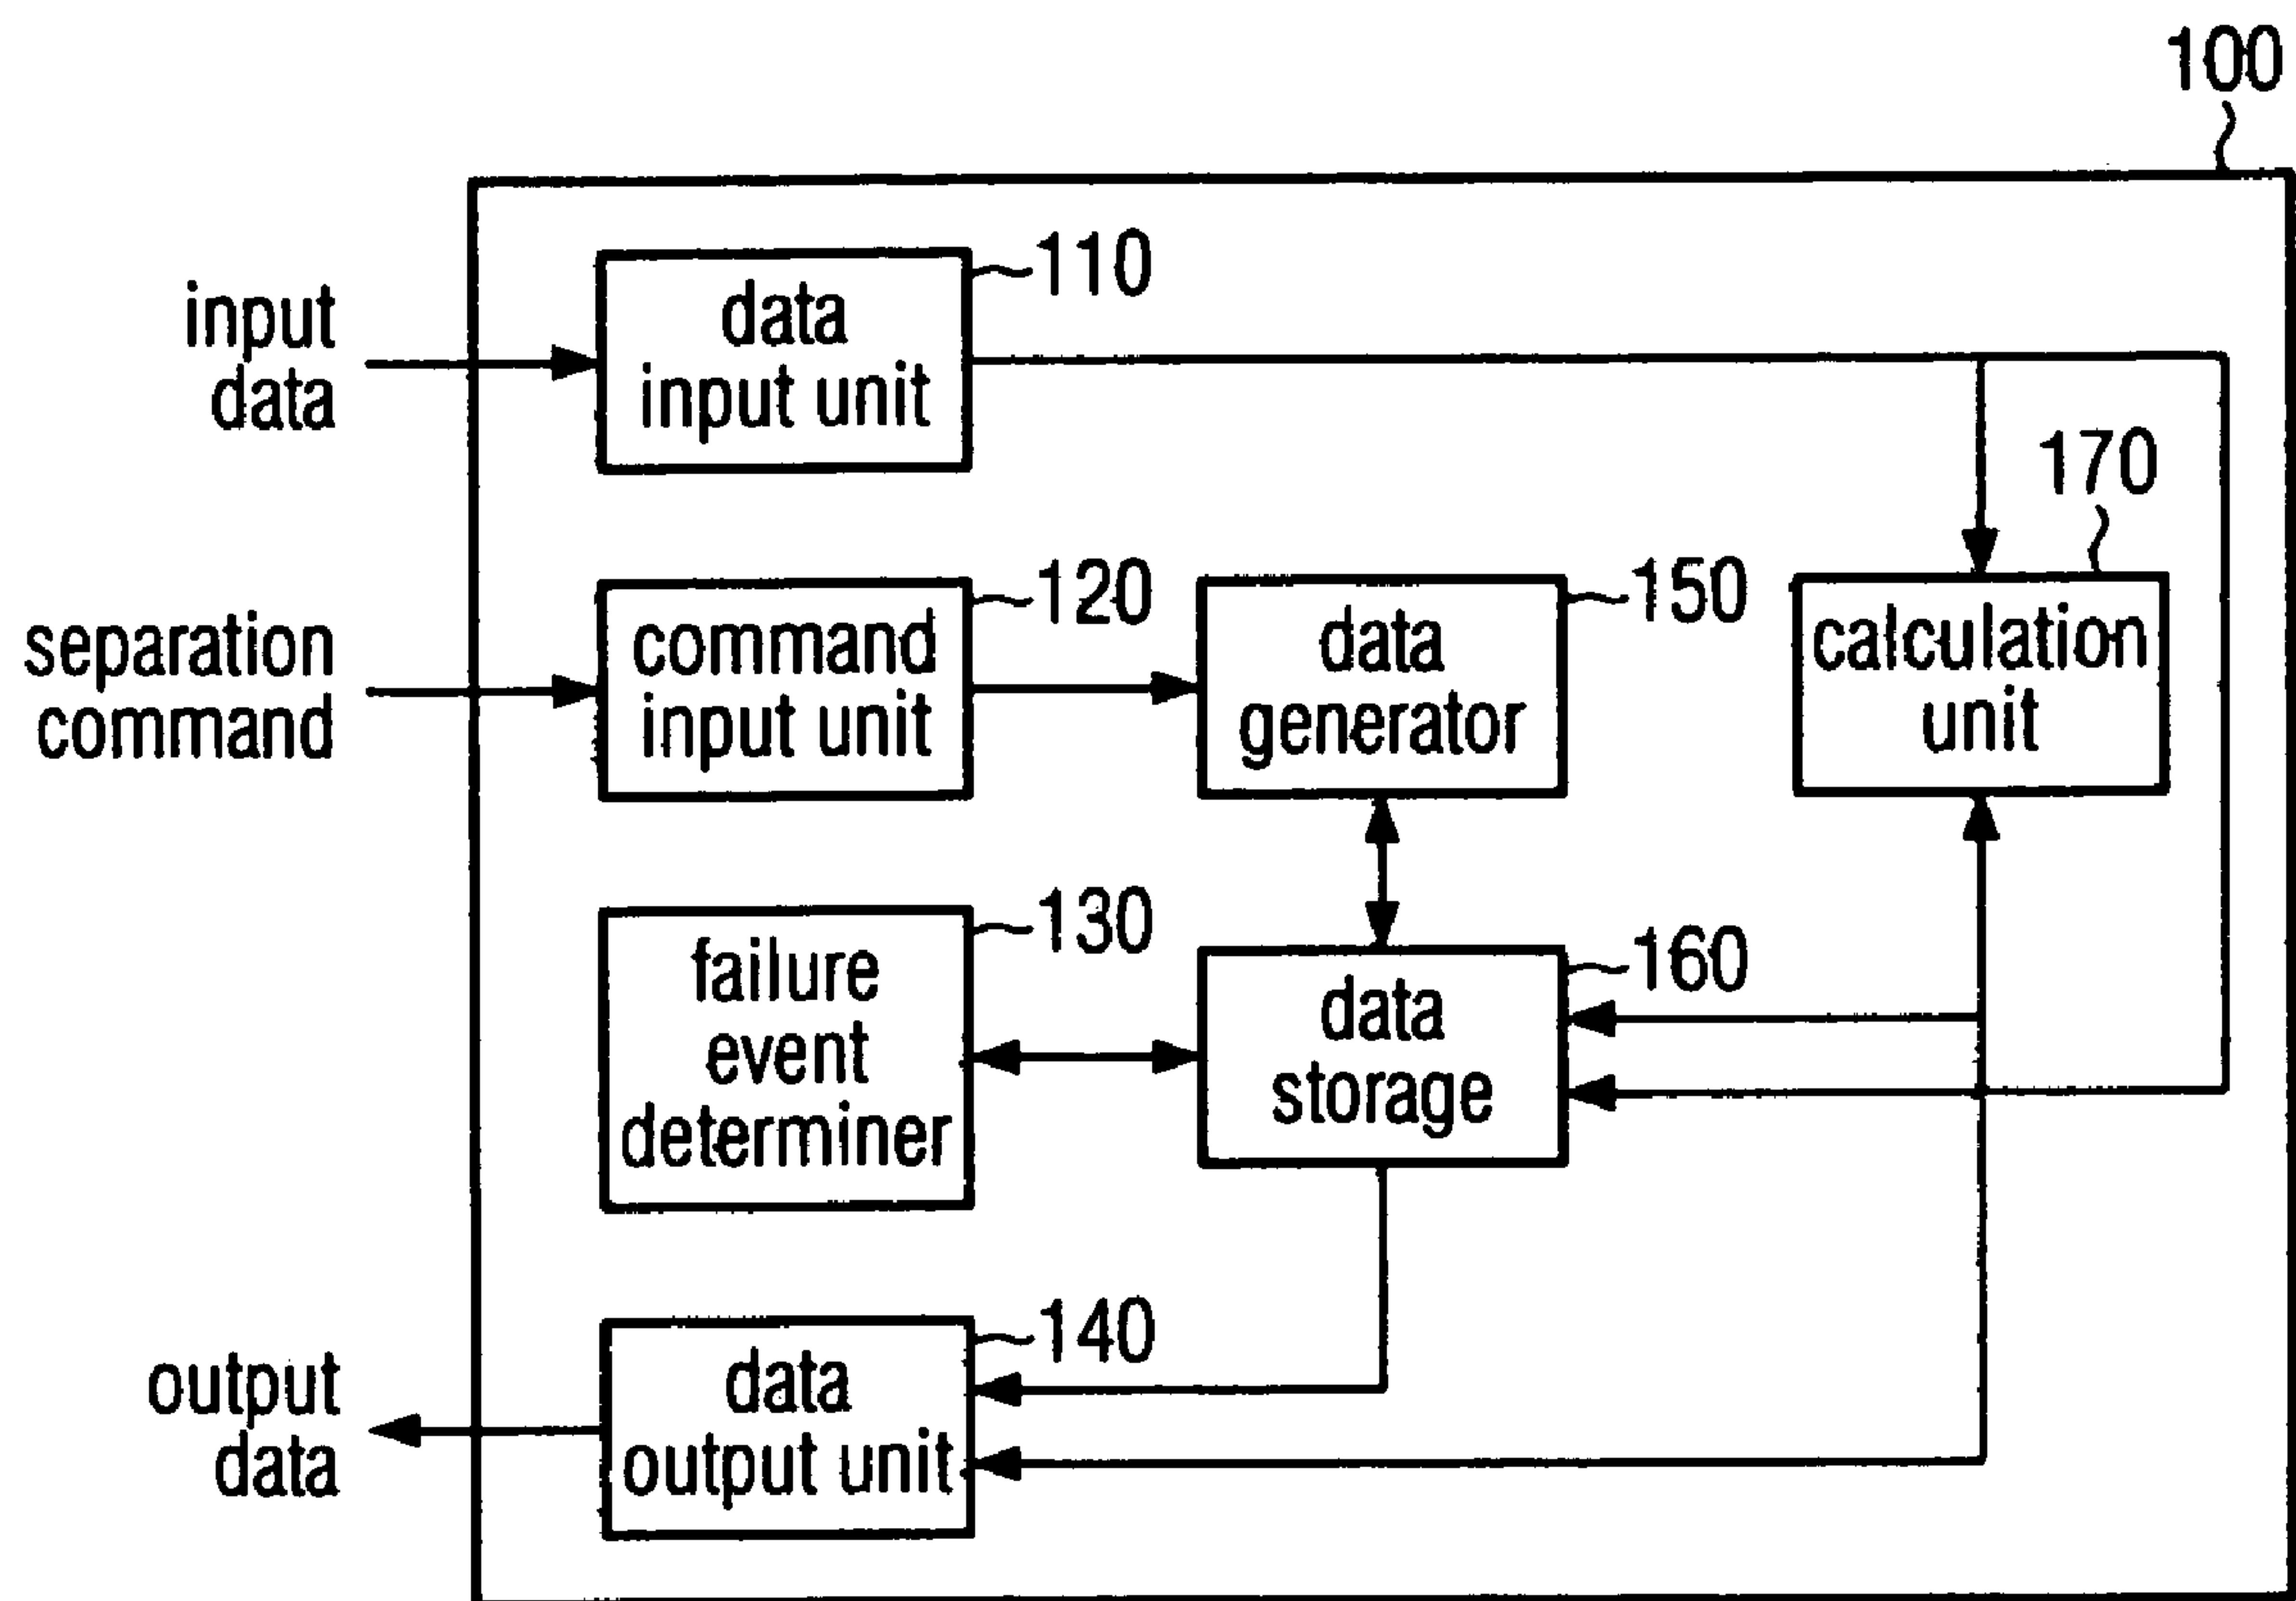 100
input
data
data
input unit
110
170
separation
command
command
input unit
120
data
generator
150
calculation
unit
failure
event
determiner
130
data
storage
160
output
data
data
output unit
140